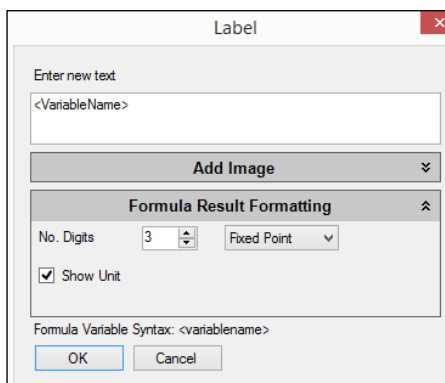 Label
Enter new text
<VariableName>
Add Image
Formula Result Formatting
No. Digits 3 Fixed Point
Show Unit
Formula Variable Syntax: <variablename>
OK Cancel